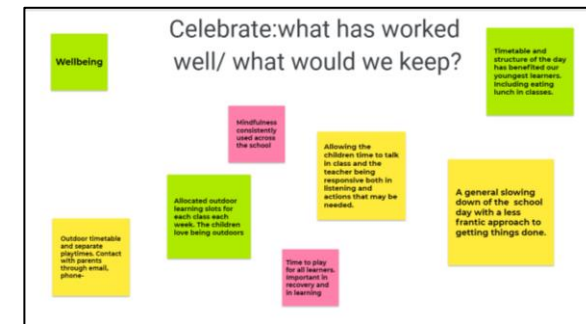 Celebrate:what has worked
well/ what would we keep?
Wellbeing
Timetable and
structure of the day
has benefited our
youngest learners.
Including eating
lunch in classes.
Mindfulness
consistently
used across
the school
Allowing the
children time to talk
in class and the
teacher being
responsive both in
listening and
actions that may be
needed.
Allocated outdoor
learning slots for
each class each
week. The children
love being outdoors
A general slowing
down of the school
day with a less
frantic approach to
getting things done.
Outdoor timetable
and separate
playtimes. Contact
with parents
through email,
phone-
Time to play
for all learners.
Important in
recovery and
in learning